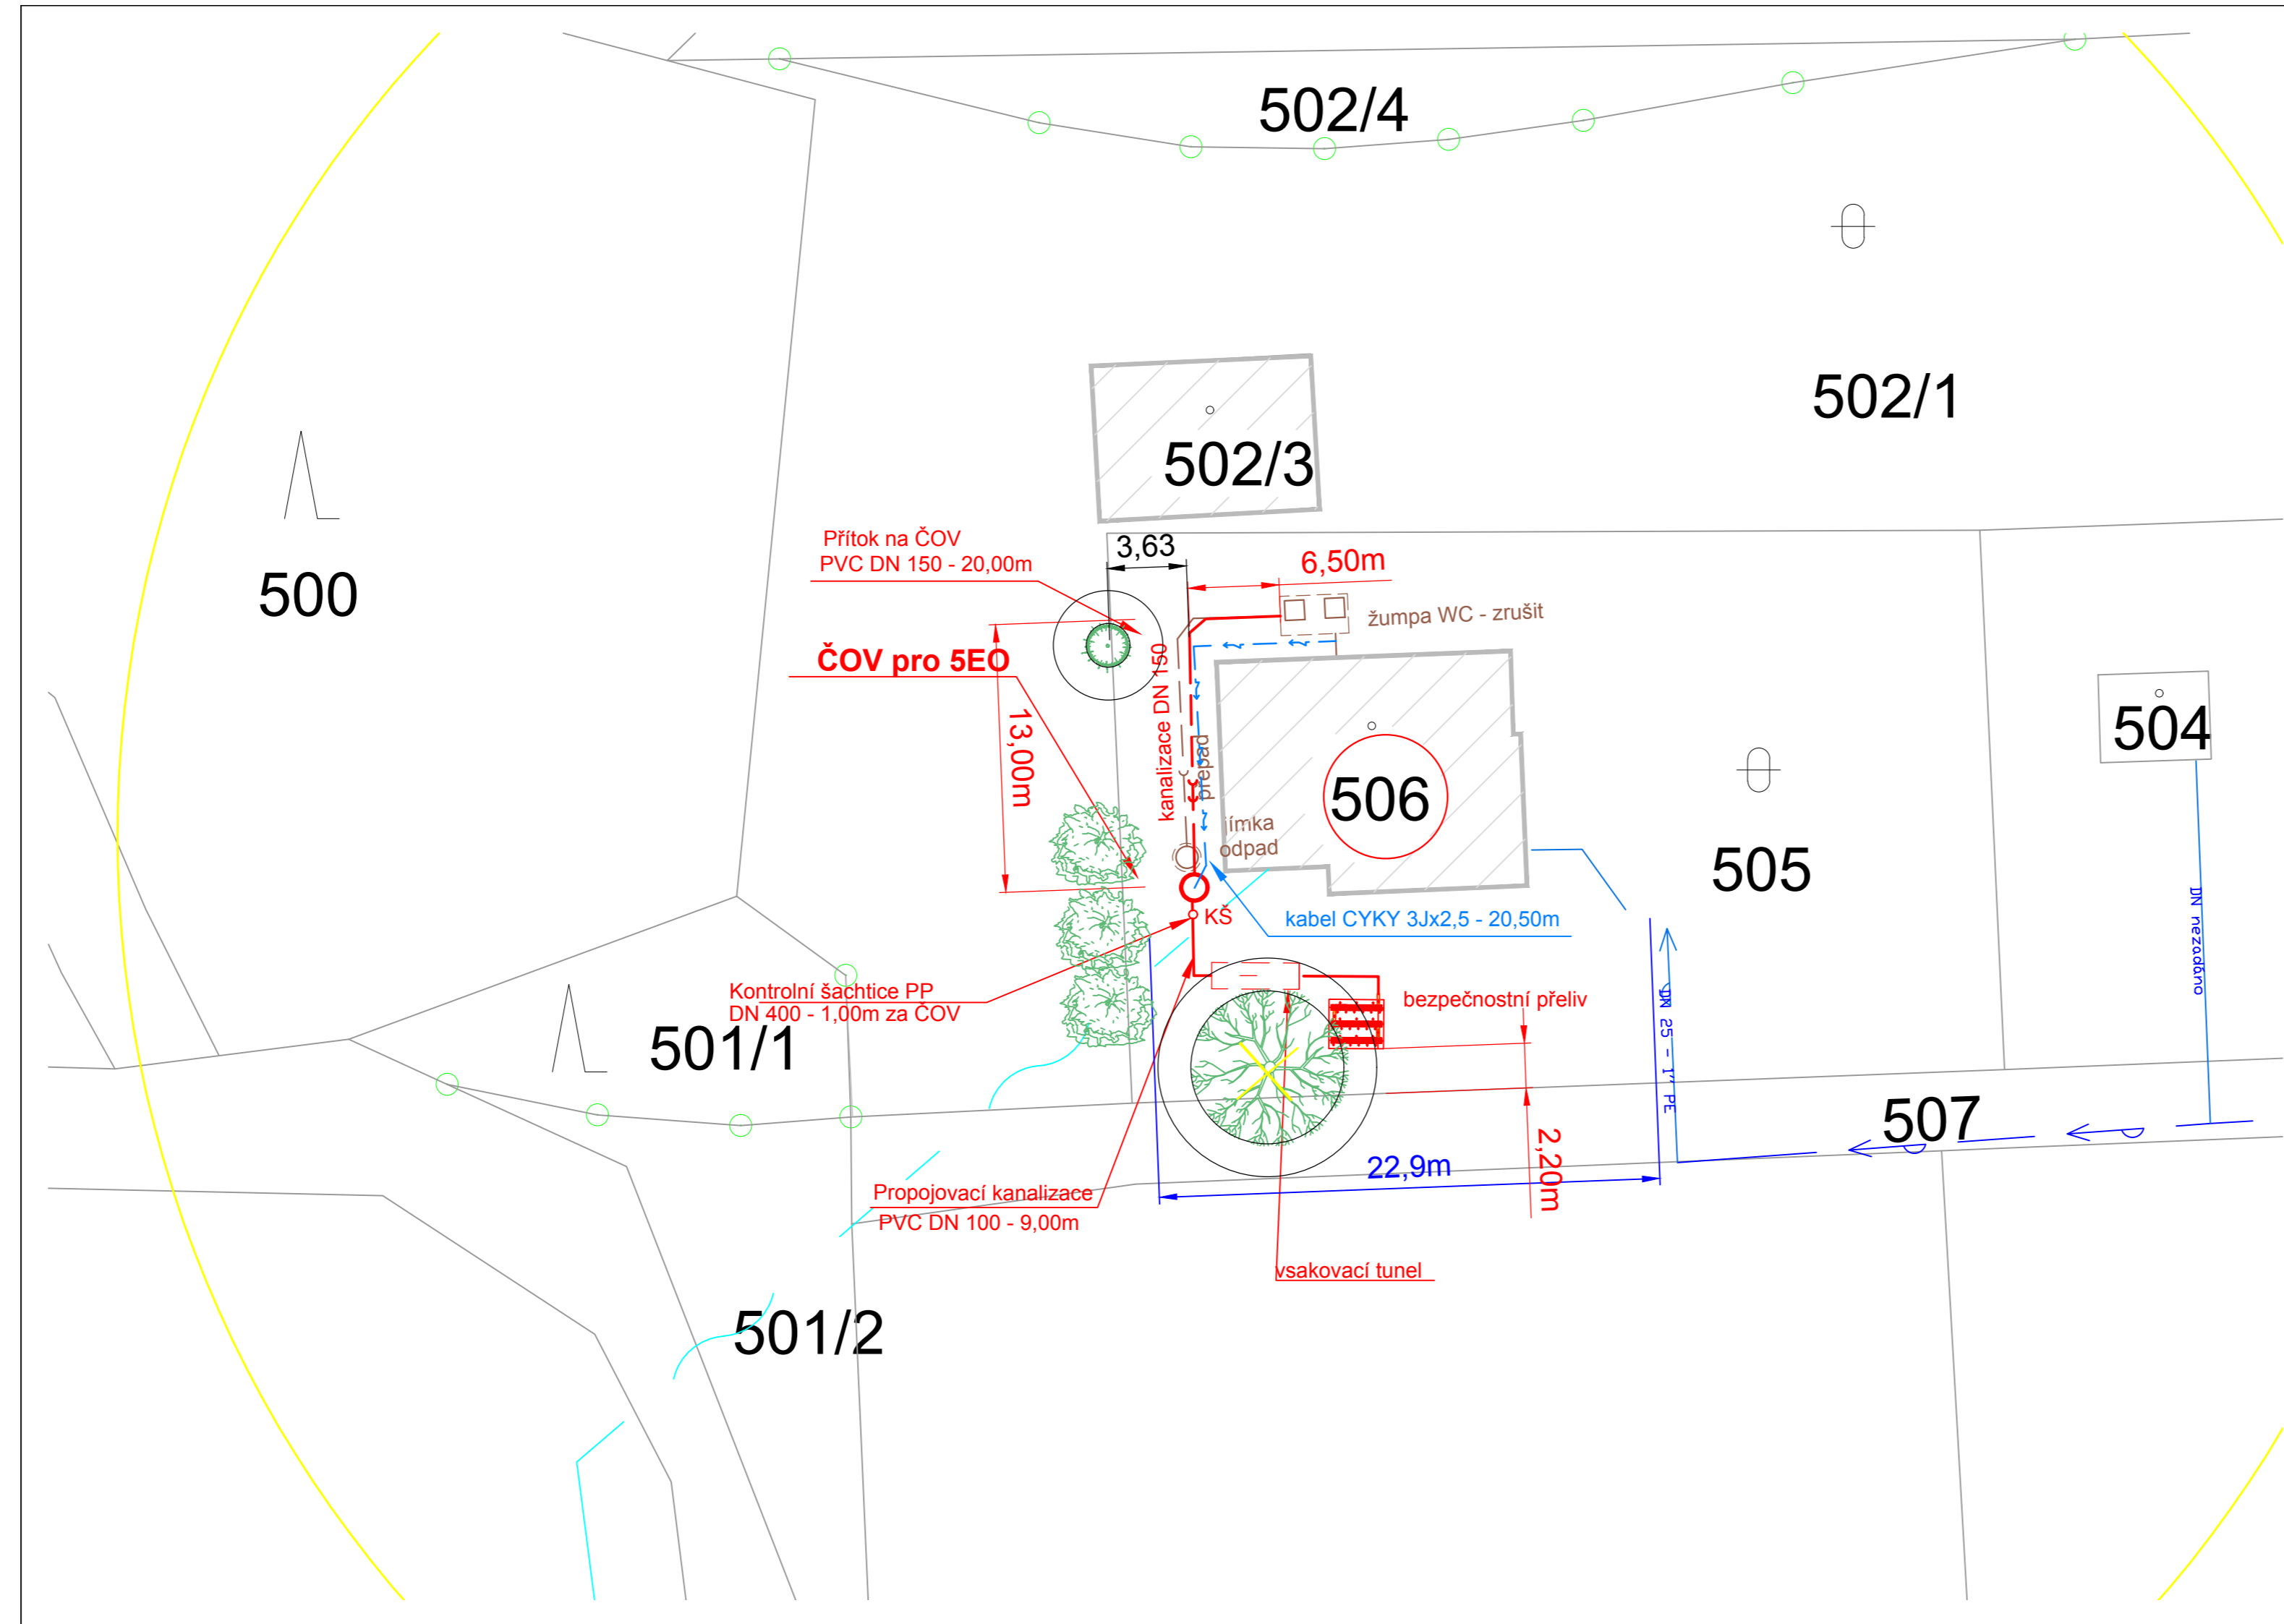 502/4
502/1
502/3
Přítok na ČOV
PVC DN 150 - 20,00m
3,63
6,50m
500
žumpa WC - zrušit
ČOV pro 5EO
kanalizace DN 150
13,00m
přepad
504
506
jímka
odpad
505
KŠ
kabel CYKY 3Jx2,5 - 20,50m
DN nezadáno
Kontrolní šachtice PP
DN 400 - 1,00m za ČOV
bezpečnostní přeliv
DN 25 - 1" PE
501/1
507
2,20m
22,9m
Propojovací kanalizace
PVC DN 100 - 9,00m
vsakovací tunel
501/2